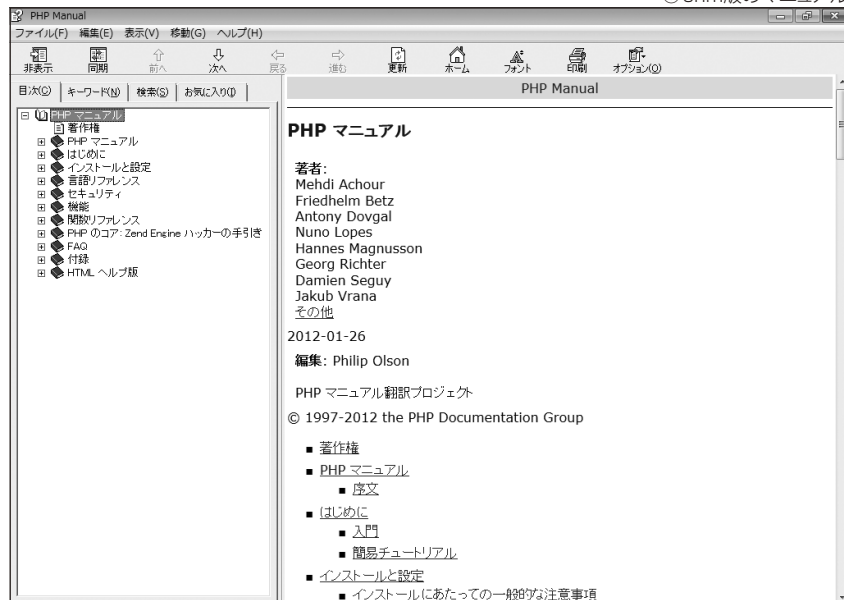 PHP Manual
ファイル(F) 編集(E) 表示(V) 移動(G) ヘルプ(H)
非表示 同期 前へ 次へ 戻る 進む 更新 ホーム フォント 印刷 オプション(O)
目次(C) キーワード(N) 検索(S) お気に入り(I)
PHP マニュアル
著作権
PHP マニュアル
はじめに
インストールと設定
言語リファレンス
セキュリティ
機能
関数リファレンス
PHP のコア: Zend Engine ハッカーの手引き
FAQ
付録
HTML ヘルプ版
PHP Manual
PHP マニュアル
著者:
Mehdi Achour
Friedhelm Betz
Antony Dovgal
Nuno Lopes
Hannes Magnusson
Georg Richter
Damien Seguy
Jakub Vrana
その他
2012-01-26
編集: Philip Olson
PHP マニュアル翻訳プロジェクト
© 1997-2012 the PHP Documentation Group
■ 著作権
■ PHP マニュアル
■ 序文
■ はじめに
■ 入門
■ 簡易チュートリアル
■ インストールと設定
■ インストールにあたっての一般的な注意事項